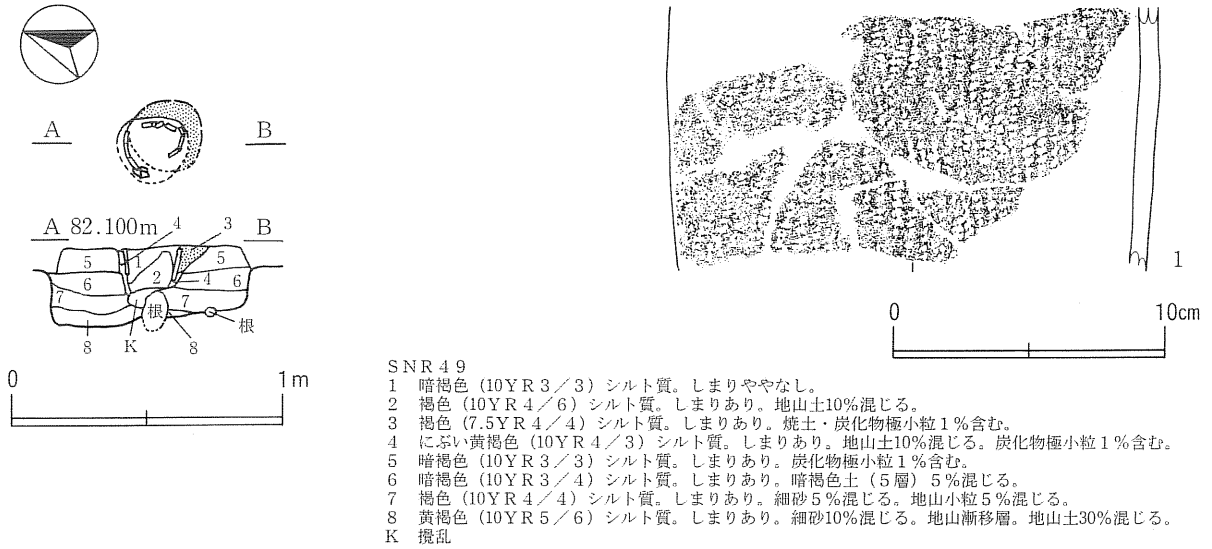 A B
A 82.100m B
4 3
5 1 5
2
6 4 6
7 7
根
根
8 K 8
0 1m
1
0 10cm
SNR49
1 暗褐色（10YR3／3）シルト質。しまりややなし。
2 褐色（10YR4／6）シルト質。しまりあり。地山土10%混じる。
3 褐色（7.5YR4／4）シルト質。しまりあり。焼土・炭化物極小粒1%含む。
4 にぶい黄褐色（10YR4／3）シルト質。しまりあり。地山土10%混じる。炭化物極小粒1%含む。
5 暗褐色（10YR3／3）シルト質。しまりあり。炭化物極小粒1%含む。
6 暗褐色（10YR3／4）シルト質。しまりあり。暗褐色土（5層）5%混じる。
7 褐色（10YR4／4）シルト質。しまりあり。細砂5%混じる。地山小粒5%混じる。
8 黄褐色（10YR5／6）シルト質。しまりあり。細砂10%混じる。地山漸移層。地山土30%混じる。
K 攪乱